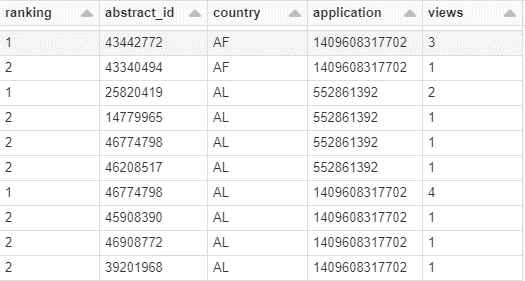 ranking abstract_id country application views
1 43442772 AF 1409608317702 3
2 43340494 AF 1409608317702 1
1 25820419 AL 552861392 2
2 14779965 AL 552861392 1
2 46774798 AL 552861392 1
2 46208517 AL 552861392 1
1 46774798 AL 1409608317702 4
2 45908390 AL 1409608317702 1
2 46908772 AL 1409608317702 1
2 39201968 AL 1409608317702 1